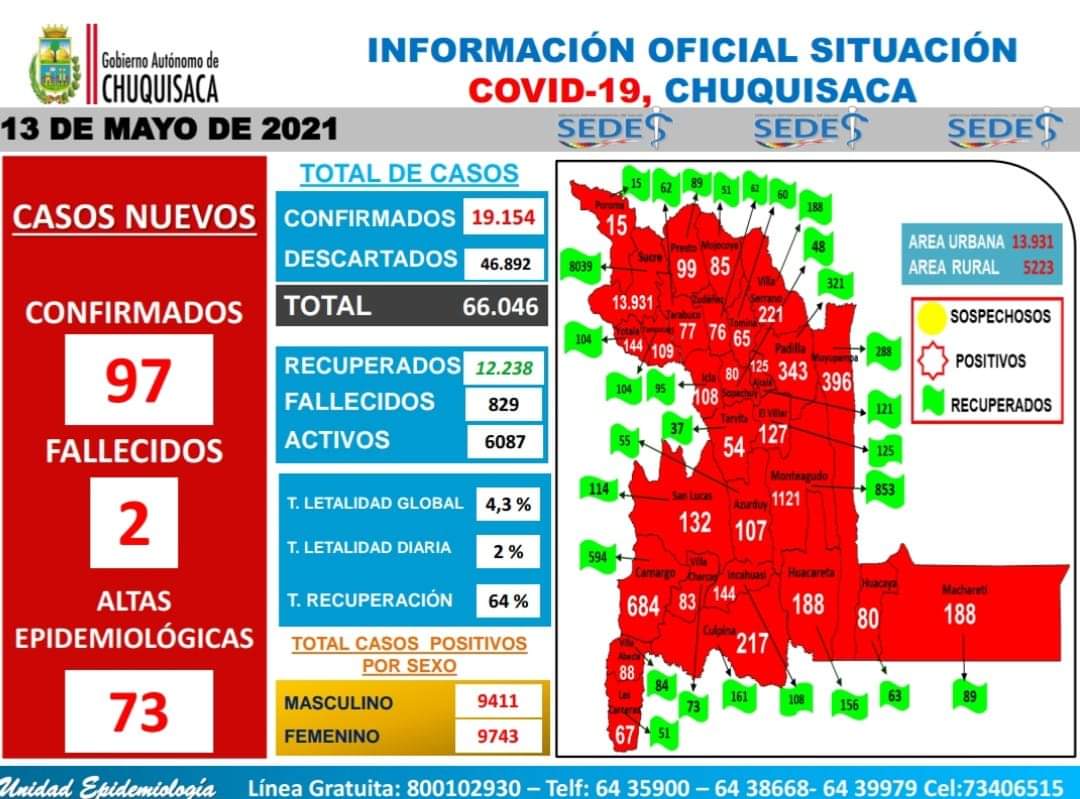 Gobierno Autónomo de
CHUQUISACA
INFORMACIÓN OFICIAL SITUACIÓN
COVID-19, CHUQUISACA
13 DE MAYO DE 2021
SEDES SEDES SEDES
CASOS NUEVOS
CONFIRMADOS
97
FALLECIDOS
2
ALTAS
EPIDEMIOLÓGICAS
73
TOTAL DE CASOS
CONFIRMADOS 19.154
DESCARTADOS 46.892
TOTAL 66.046
RECUPERADOS 12.238
FALLECIDOS 829
ACTIVOS 6087
T. LETALIDAD GLOBAL 4,3 %
T. LETALIDAD DIARIA 2 %
T. RECUPERACIÓN 64 %
TOTAL CASOS POSITIVOS
POR SEXO
MASCULINO 9411
FEMENINO 9743
AREA URBANA 13.931
AREA RURAL 5223
SOSPECHOSOS
POSITIVOS
RECUPERADOS
15 62 89 51 62 60 188
48
321
8039
104
104 95
37
55
114
594
288
121
125
853
84
73
161
108
156
63
89
51
Poroma
15
Sucre
13.931
Presto
99
Mojocoya
85
Villa
Serrano
221
Zudañez
76
Tarabuco
77
Tomina
65
Yotala
144
109
Padilla
343
Muyupampa
396
Icla
108
Sopachuy
80
Alcalá
125
El Villar
127
Tarvita
54
Monteagudo
1121
San Lucas
132
Azurduy
107
Camargo
684
Villa
Charcas
83
Incahuasi
144
Huacareta
188
Huacaya
80
Machareti
188
Culpina
217
Villa
Abecia
88
Las
Carreras
67
Unidad Epidemiología
Línea Gratuita: 800102930 – Telf: 64 35900 – 64 38668- 64 39979 Cel:73406515